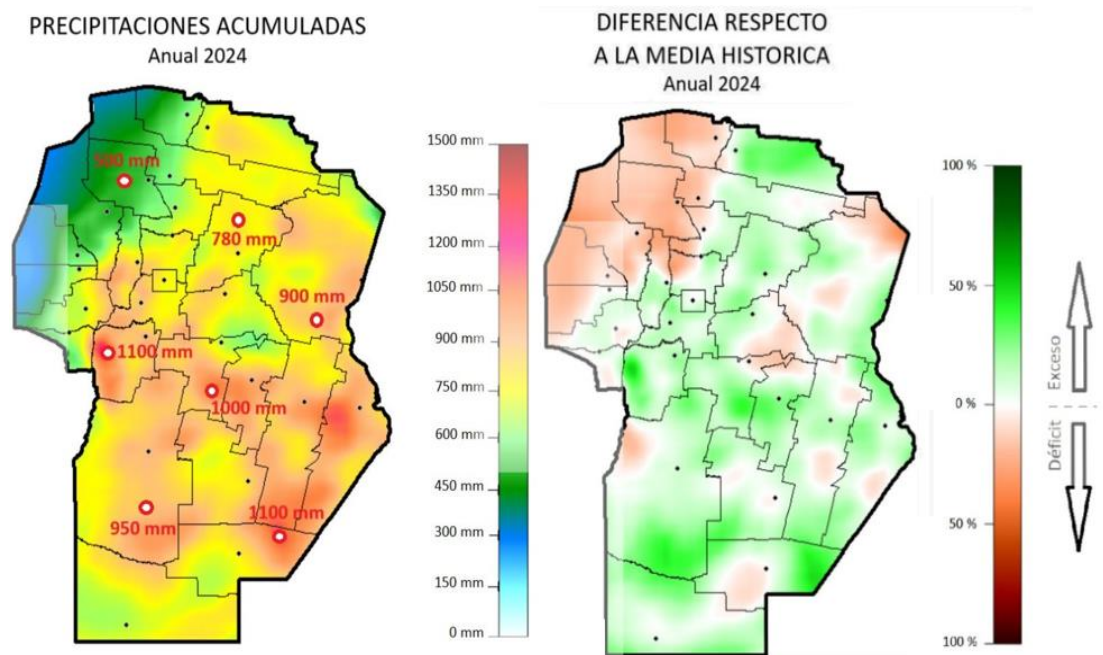 PRECIPITACIONES ACUMULADAS
Anual 2024
500 mm
780 mm
900 mm
1100 mm
1000 mm
950 mm
1100 mm
1500 mm
1350 mm
1200 mm
1050 mm
900 mm
750 mm
600 mm
450 mm
300 mm
150 mm
0 mm
DIFERENCIA RESPECTO
A LA MEDIA HISTORICA
Anual 2024
100 %
50 %
0 %
50 %
100 %
Exceso
Déficit